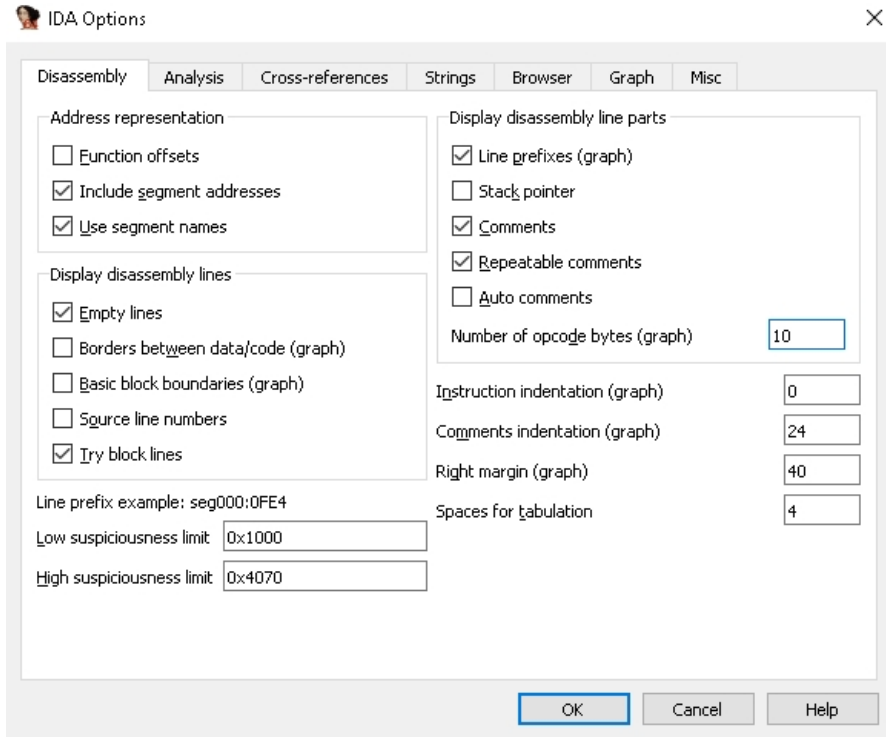 IDA Options
Disassembly Analysis Cross-references Strings Browser Graph Misc
Address representation
Function offsets
Include segment addresses
Use segment names
Display disassembly lines
Empty lines
Borders between data/code (graph)
Basic block boundaries (graph)
Source line numbers
Try block lines
Line prefix example: seg000:0FE4
Low suspiciousness limit 0x1000
High suspiciousness limit 0x4070
Display disassembly line parts
Line prefixes (graph)
Stack pointer
Comments
Repeatable comments
Auto comments
Number of opcode bytes (graph) 10
Instruction indentation (graph) 0
Comments indentation (graph) 24
Right margin (graph) 40
Spaces for tabulation 4
OK Cancel Help